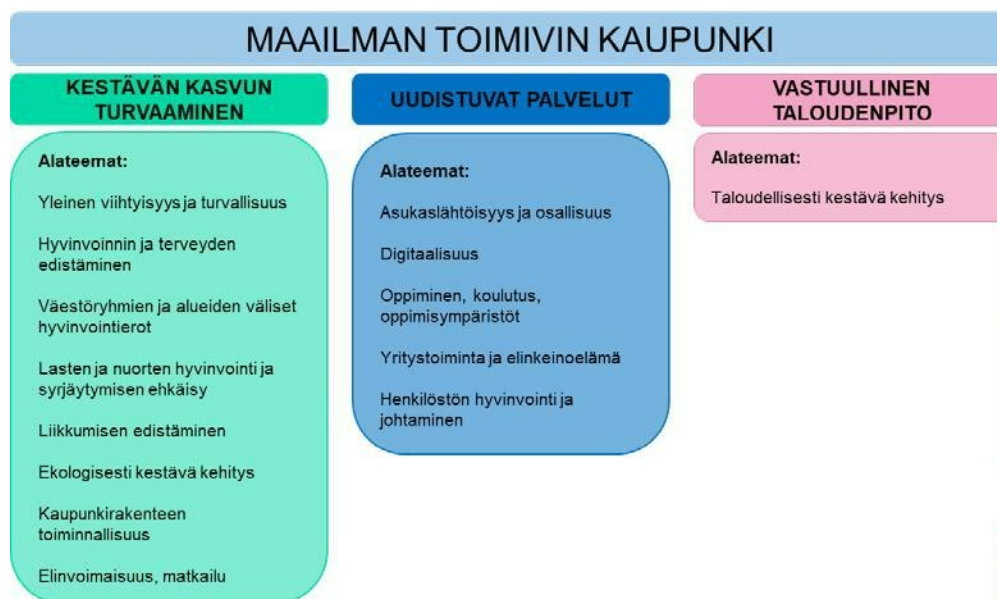 MAAILMAN TOIMIVIN KAUPUNKI
KESTÄVÄN KASVUN
TURVAAMINEN
Alateemat:
Yleinen viihtyisyys ja turvallisuus
Hyvinvoinnin ja terveyden
edistäminen
Väestöryhmien ja alueiden väliset
hyvinvointierot
Lasten ja nuorten hyvinvointi ja
syrjäytymisen ehkäisy
Liikkumisen edistäminen
Ekologisesti kestävä kehitys
Kaupunkirakenteen
toiminnallisuus
Elinvoimaisuus, matkailu
UUDISTUVAT PALVELUT
Alateemat:
Asukaslähtöisyys ja osallisuus
Digitaalisuus
Oppiminen, koulutus,
oppimisympäristöt
Yritystoiminta ja elinkeinoelämä
Henkilöstön hyvinvointi ja
johtaminen
VASTUULLINEN
TALOUDENPITO
Alateemat:
Taloudellisesti kestävä kehitys